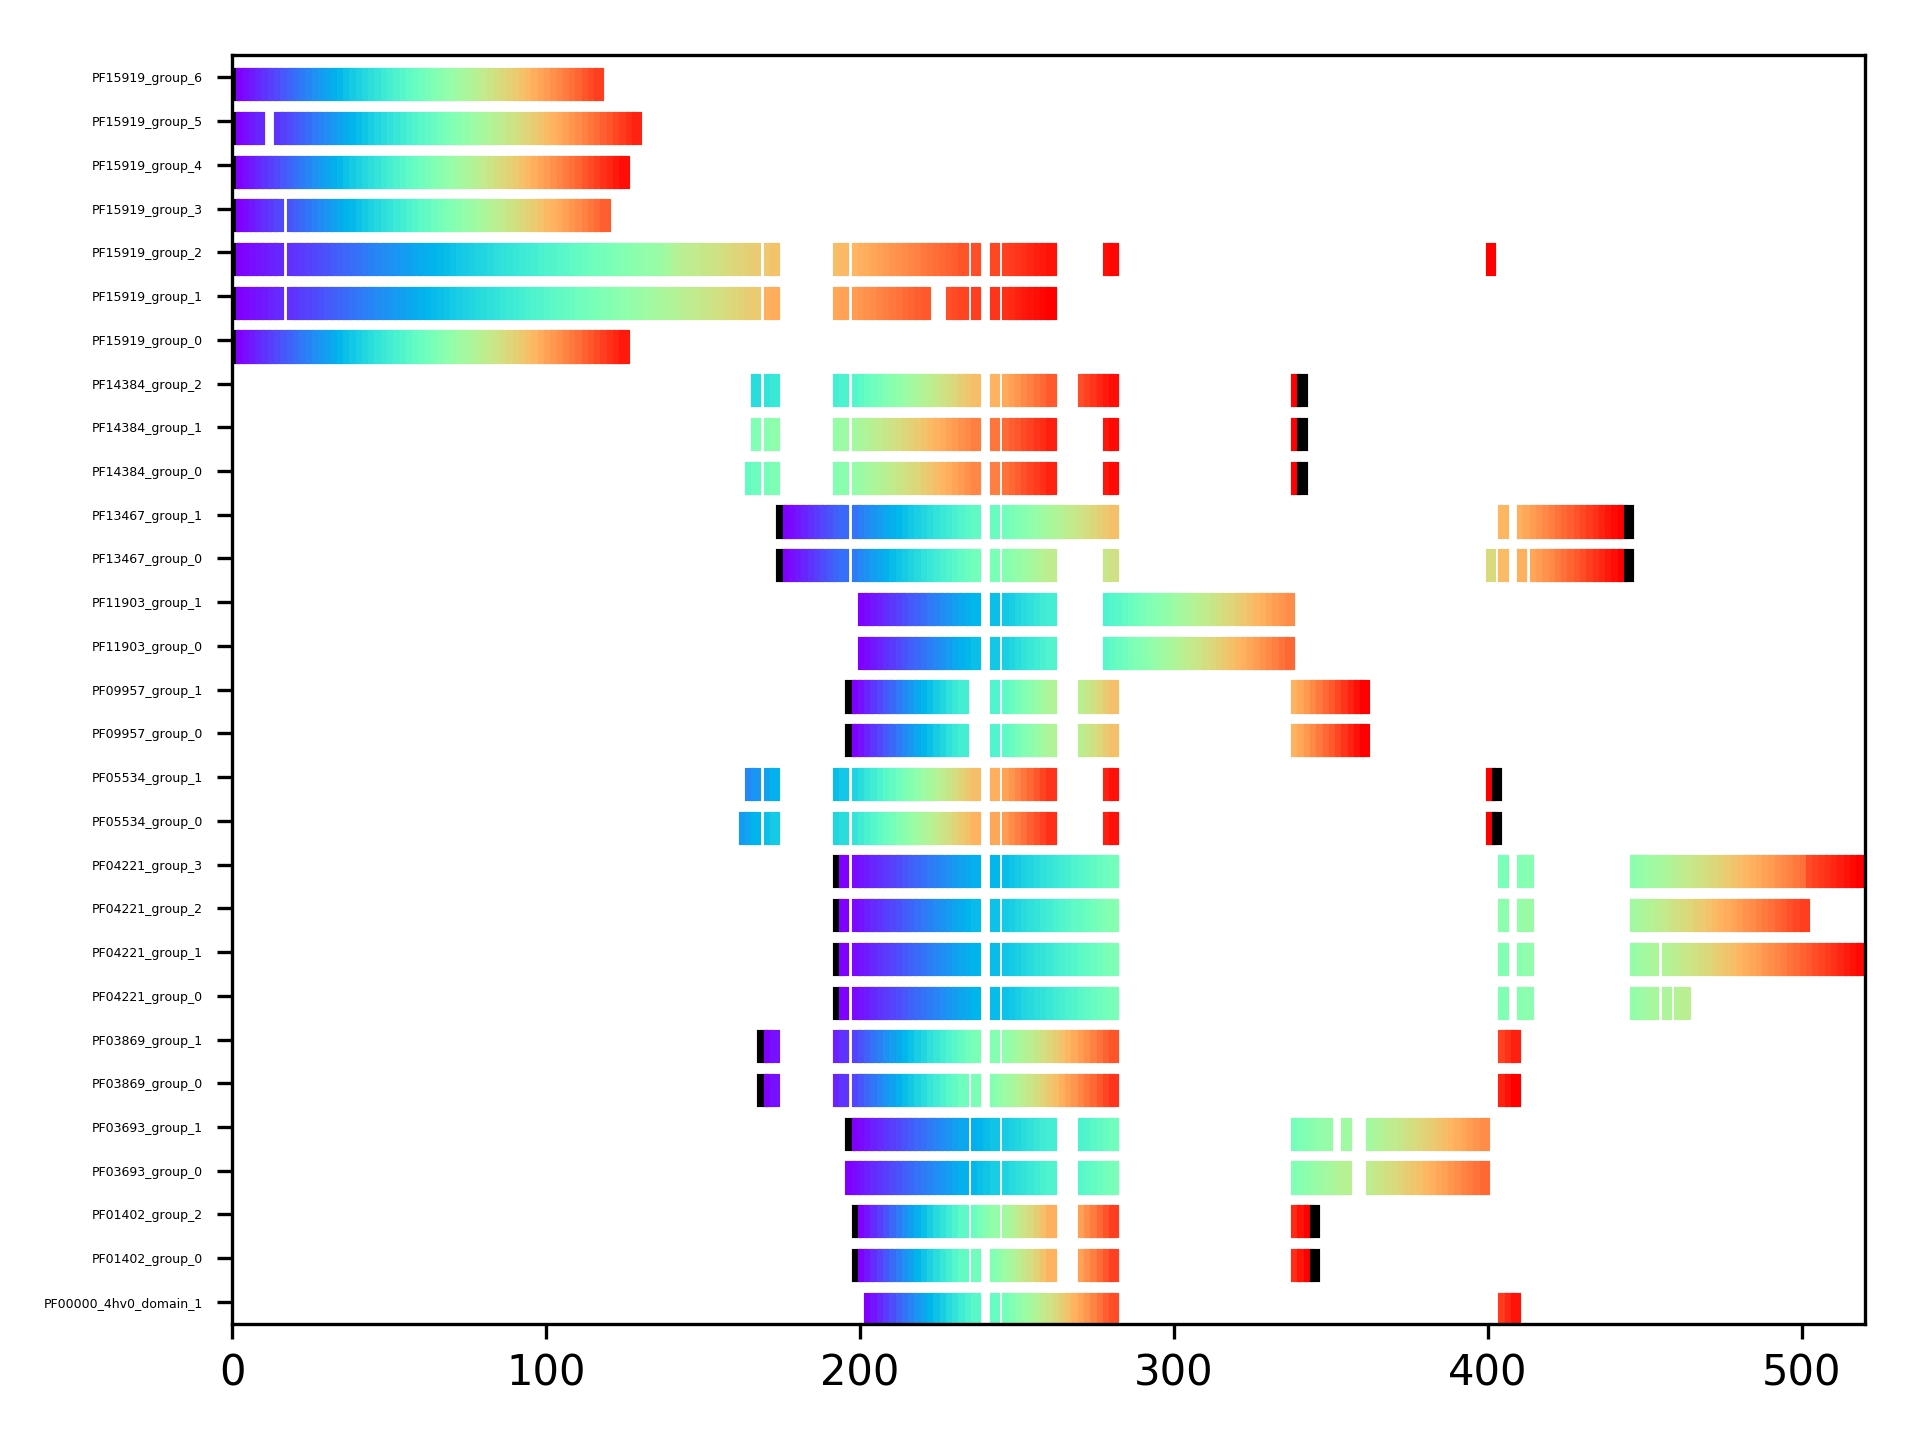 PF15919_group_6
PF15919_group_5
PF15919_group_4
PF15919_group_3
PF15919_group_2
PF15919_group_1
PF15919_group_0
PF14384_group_2
PF14384_group_1
PF14384_group_0
PF13467_group_1
PF13467_group_0
PF11903_group_1
PF11903_group_0
PF09957_group_1
PF09957_group_0
PF05534_group_1
PF05534_group_0
PF04221_group_3
PF04221_group_2
PF04221_group_1
PF04221_group_0
PF03869_group_1
PF03869_group_0
PF03693_group_1
PF03693_group_0
PF01402_group_2
PF01402_group_0
PF00000_4hv0_domain_1
0 100 200 300 400 500